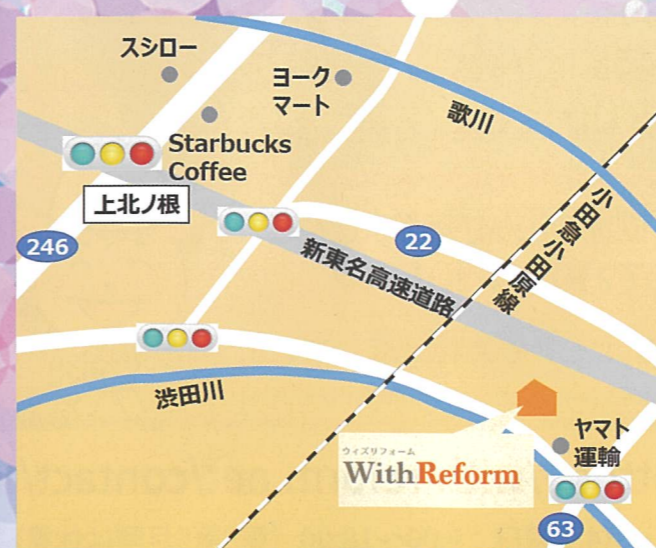 スシロー
ヨーク
マート
歌川
Starbucks
Coffee
上北ノ根
246
22
小田急小田原線
新東名高速道路
渋田川
ウィズリフォーム
WithReform
ヤマト
運輸
63